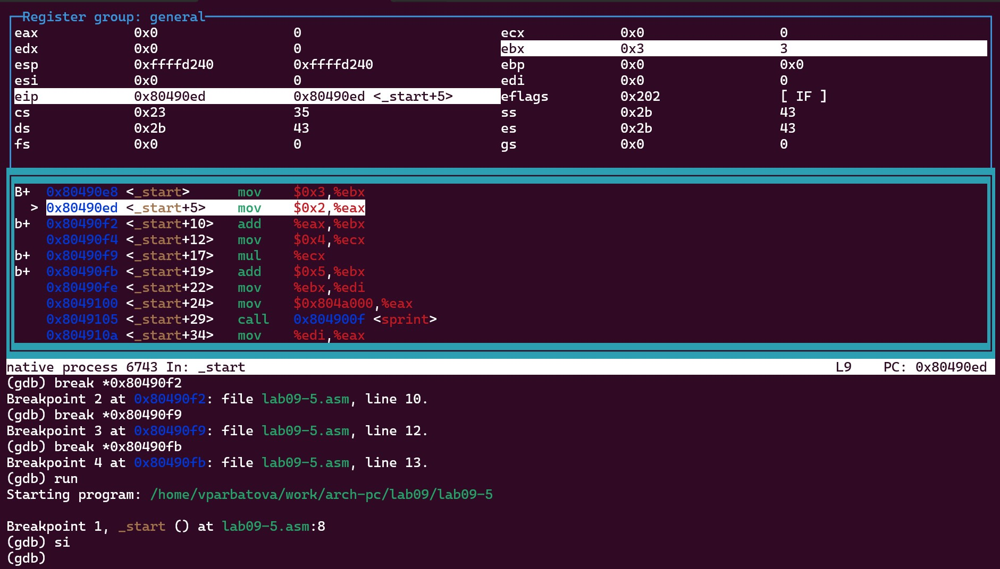 Register group: general
eax 0x0 0 ecx 0x0 0
edx 0x0 0 ebx 0x3 3
esp 0xffffd240 0xffffd240 ebp 0x0 0x0
esi 0x0 0 edi 0x0 0
eip 0x80490ed 0x80490ed <_start+5> eflags 0x202 [ IF ]
cs 0x23 35 ss 0x2b 43
ds 0x2b 43 es 0x2b 43
fs 0x0 0 gs 0x0 0
B+ 0x80490e8 <_start> mov $0x3,%ebx
> 0x80490ed <_start+5> mov $0x2,%eax
b+ 0x80490f2 <_start+10> add %eax,%ebx
0x80490f4 <_start+12> mov $0x4,%ecx
b+ 0x80490f9 <_start+17> mul %ecx
b+ 0x80490fb <_start+19> add $0x5,%ebx
0x80490fe <_start+22> mov %ebx,%edi
0x8049100 <_start+24> mov $0x804a000,%eax
0x8049105 <_start+29> call 0x804900f <sprint>
0x804910a <_start+34> mov %edi,%eax
native process 6743 In: _start L9 PC: 0x80490ed
(gdb) break *0x80490f2
Breakpoint 2 at 0x80490f2: file lab09-5.asm, line 10.
(gdb) break *0x80490f9
Breakpoint 3 at 0x80490f9: file lab09-5.asm, line 12.
(gdb) break *0x80490fb
Breakpoint 4 at 0x80490fb: file lab09-5.asm, line 13.
(gdb) run
Starting program: /home/vparbatova/work/arch-pc/lab09/lab09-5
Breakpoint 1, _start () at lab09-5.asm:8
(gdb) si
(gdb)